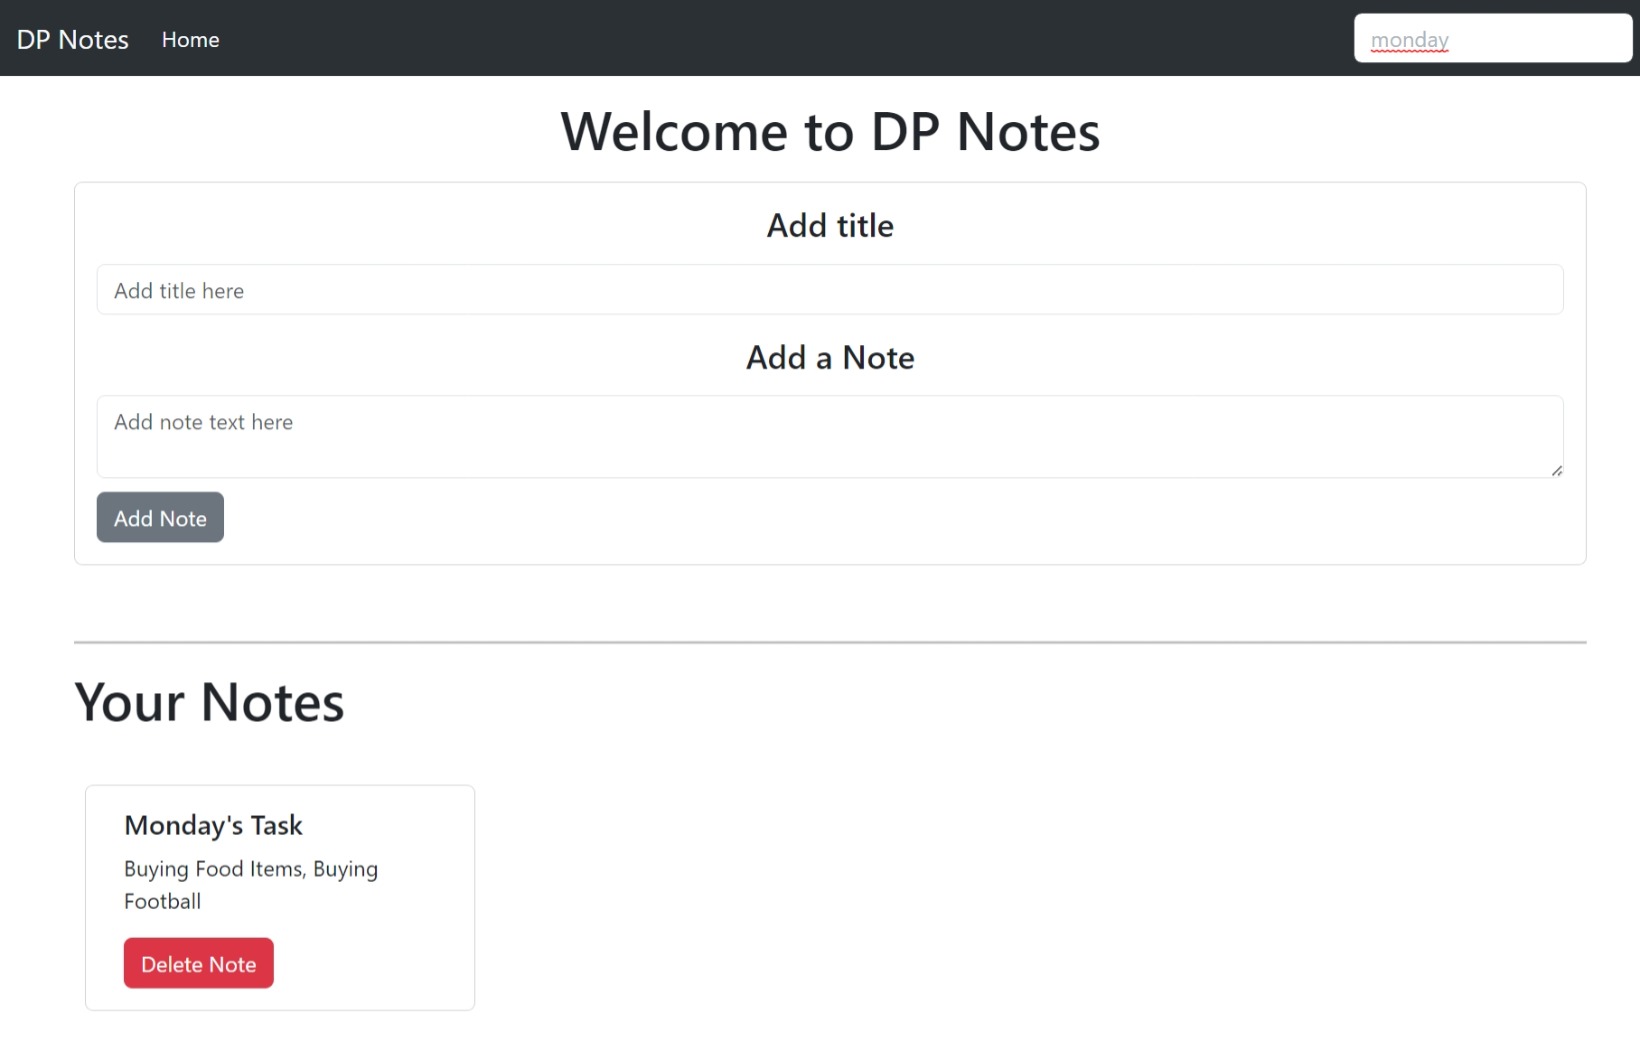 DP Notes Home monday
Welcome to DP Notes
Add title
Add title here
Add a Note
Add note text here
Add Note
Your Notes
Monday's Task
Buying Food Items, Buying
Football
Delete Note